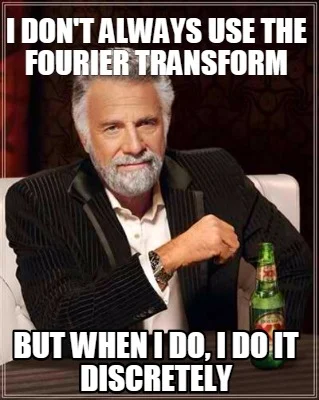 I DON'T ALWAYS USE THE
FOURIER TRANSFORM
BUT WHEN I DO, I DO IT
DISCRETELY